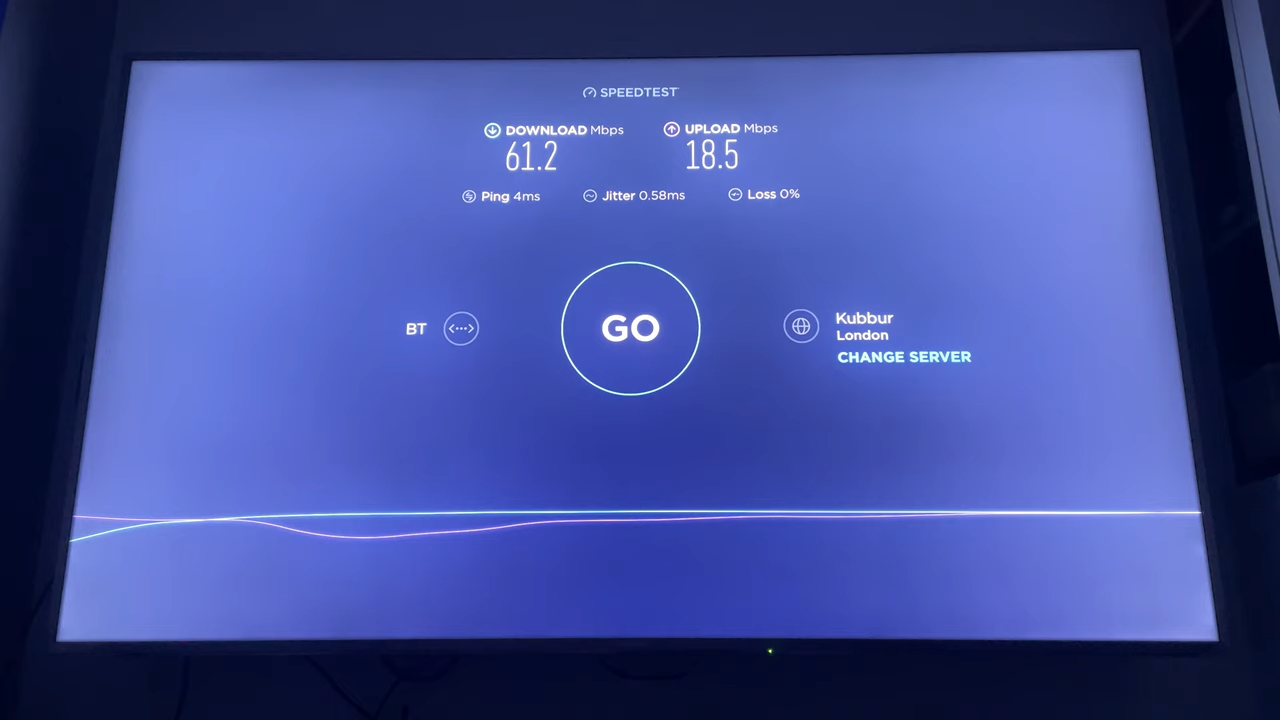 SPEEDTEST
DOWNLOAD Mbps
61.2
UPLOAD Mbps
18.5
Ping 4ms
Jitter 0.58ms
Loss 0%
BT
GO
Kubbur
London
CHANGE SERVER